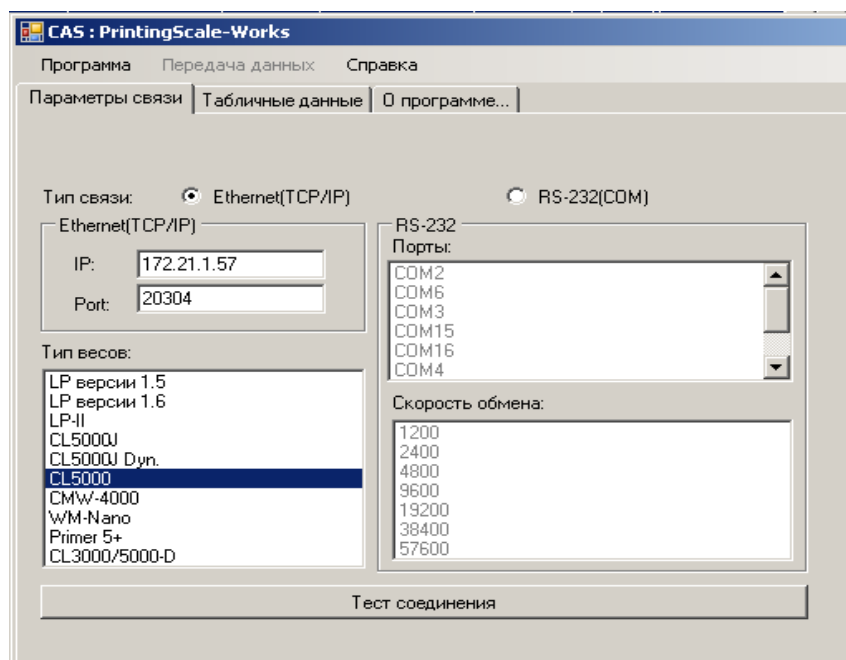 CAS : PrintingScale-Works
Программа Передача данных Справка
Параметры связи Табличные данные О программе...
Тип связи: Ethernet(TCP/IP) RS-232(COM)
Ethernet(TCP/IP)
IP: 172.21.1.57
Port: 20304
RS-232
Порты:
COM2
COM6
COM3
COM15
COM16
COM4
Тип весов:
LP версии 1.5
LP версии 1.6
LP-II
CL5000J
CL5000J Dyn.
CL5000
CMW-4000
WM-Nano
Primer 5+
CL3000/5000-D
Скорость обмена:
1200
2400
4800
9600
19200
38400
57600
Тест соединения